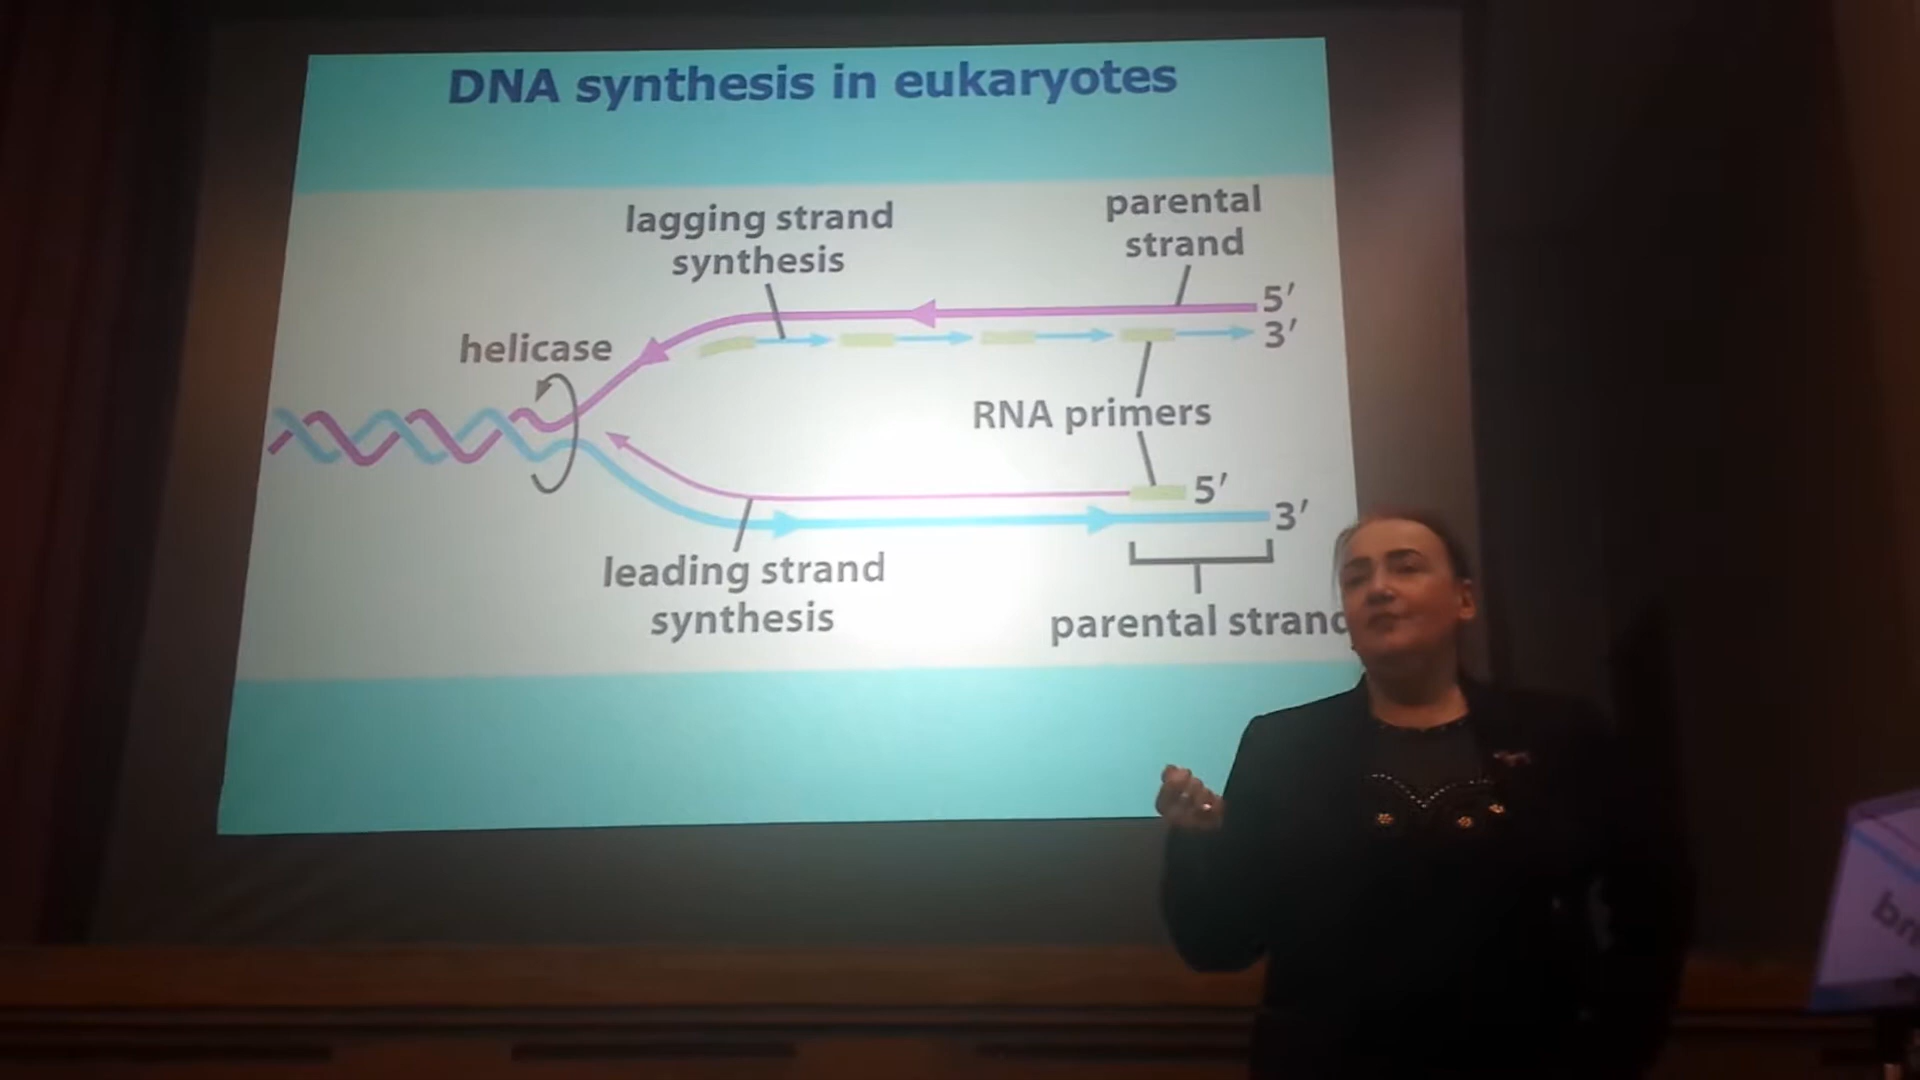 DNA synthesis in eukaryotes
lagging strand
synthesis
parental
strand
5′
3′
helicase
RNA primers
5′
3′
leading strand
synthesis
parental strand